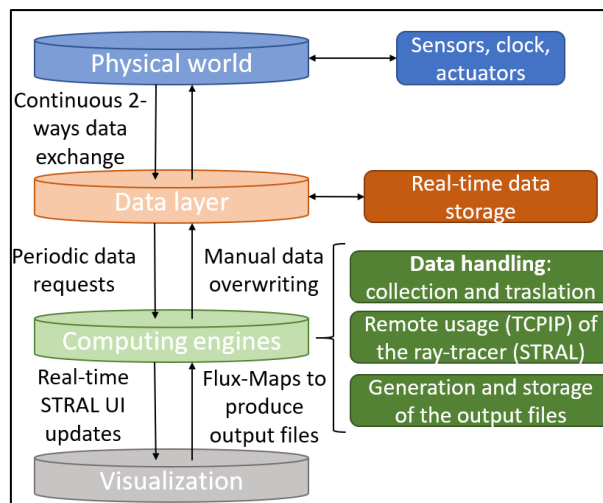 Physical world
Sensors, clock,
actuators
Continuous 2-
ways data
exchange
Data layer
Real-time data
storage
Periodic data
requests
Manual data
overwriting
Data handling:
collection and traslation
Computing engines
Remote usage (TCPIP) of
the ray-tracer (STRAL)
Generation and storage
of the output files
Real-time
STRAL UI
updates
Flux-Maps to
produce
output files
Visualization